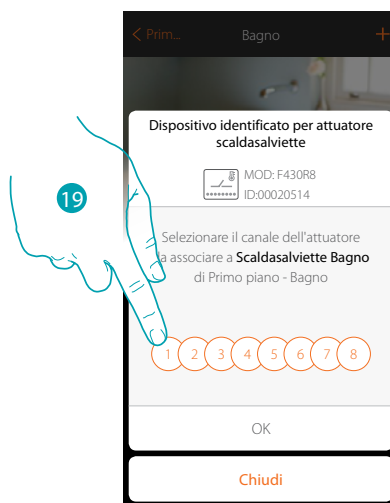 < Prim... Bagno +
Dispositivo identificato per attuatore
scaldasalviette
MOD: F430R8
ID:00020514
19
Selezionare il canale dell'attuatore
a associare a Scaldasalviette Bagno
di Primo piano - Bagno
1 2 3 4 5 6 7 8
OK
Chiudi